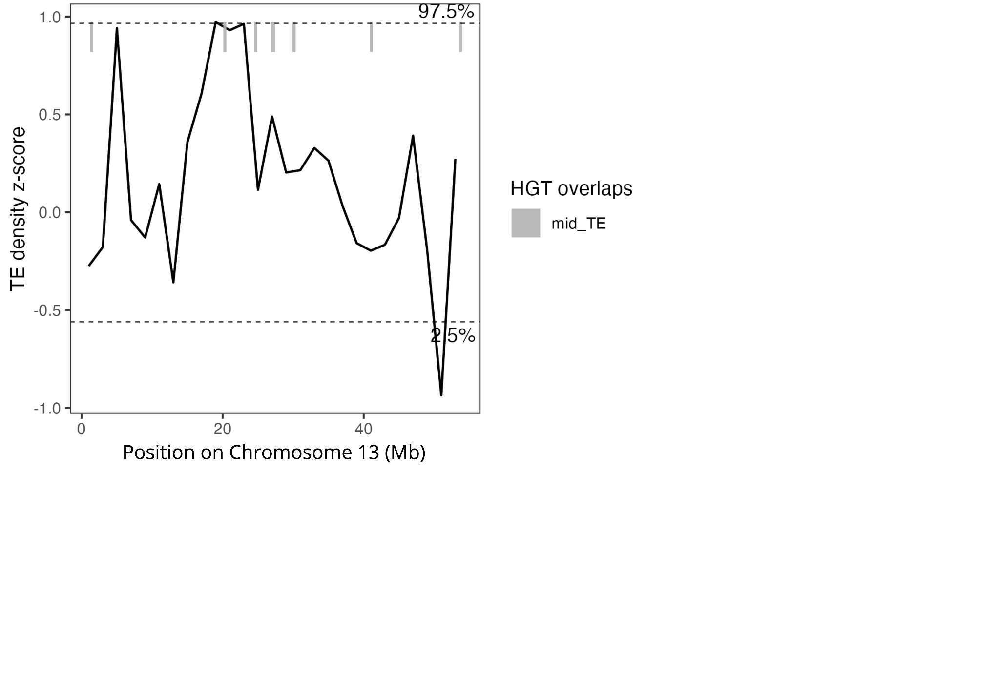 97.5%
1.0
0.5
0.0
-0.5
-1.0
TE density z-score
2.5%
0
20
40
Position on Chromosome 13 (Mb)
HGT overlaps
mid_TE